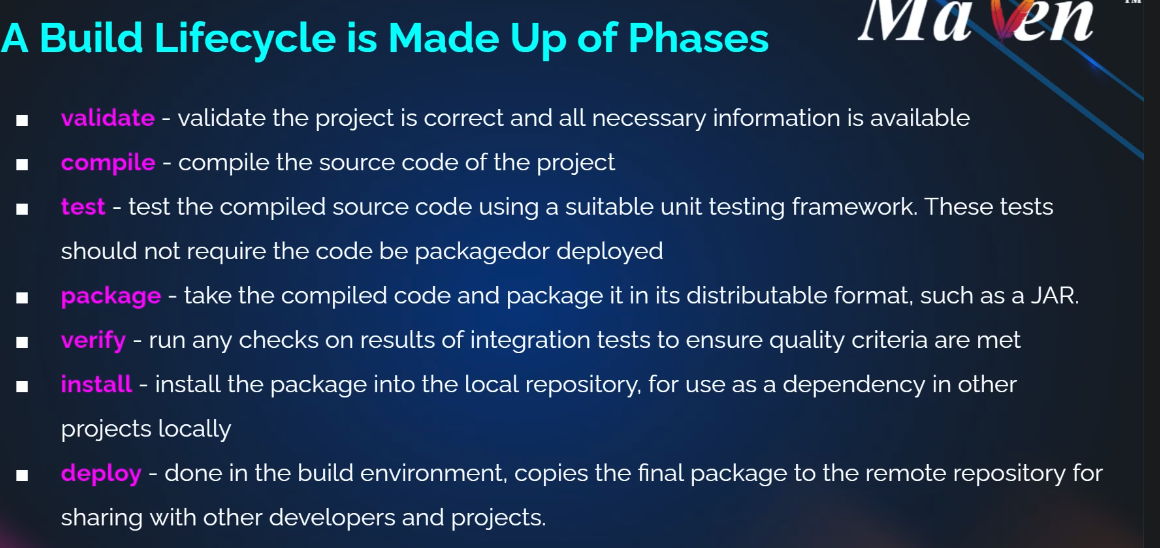 A Build Lifecycle is Made Up of Phases
Maven ™
▪ validate - validate the project is correct and all necessary information is available
▪ compile - compile the source code of the project
▪ test - test the compiled source code using a suitable unit testing framework. These tests
should not require the code be packagedor deployed
▪ package - take the compiled code and package it in its distributable format, such as a JAR.
▪ verify - run any checks on results of integration tests to ensure quality criteria are met
▪ install - install the package into the local repository, for use as a dependency in other
projects locally
▪ deploy - done in the build environment, copies the final package to the remote repository for
sharing with other developers and projects.